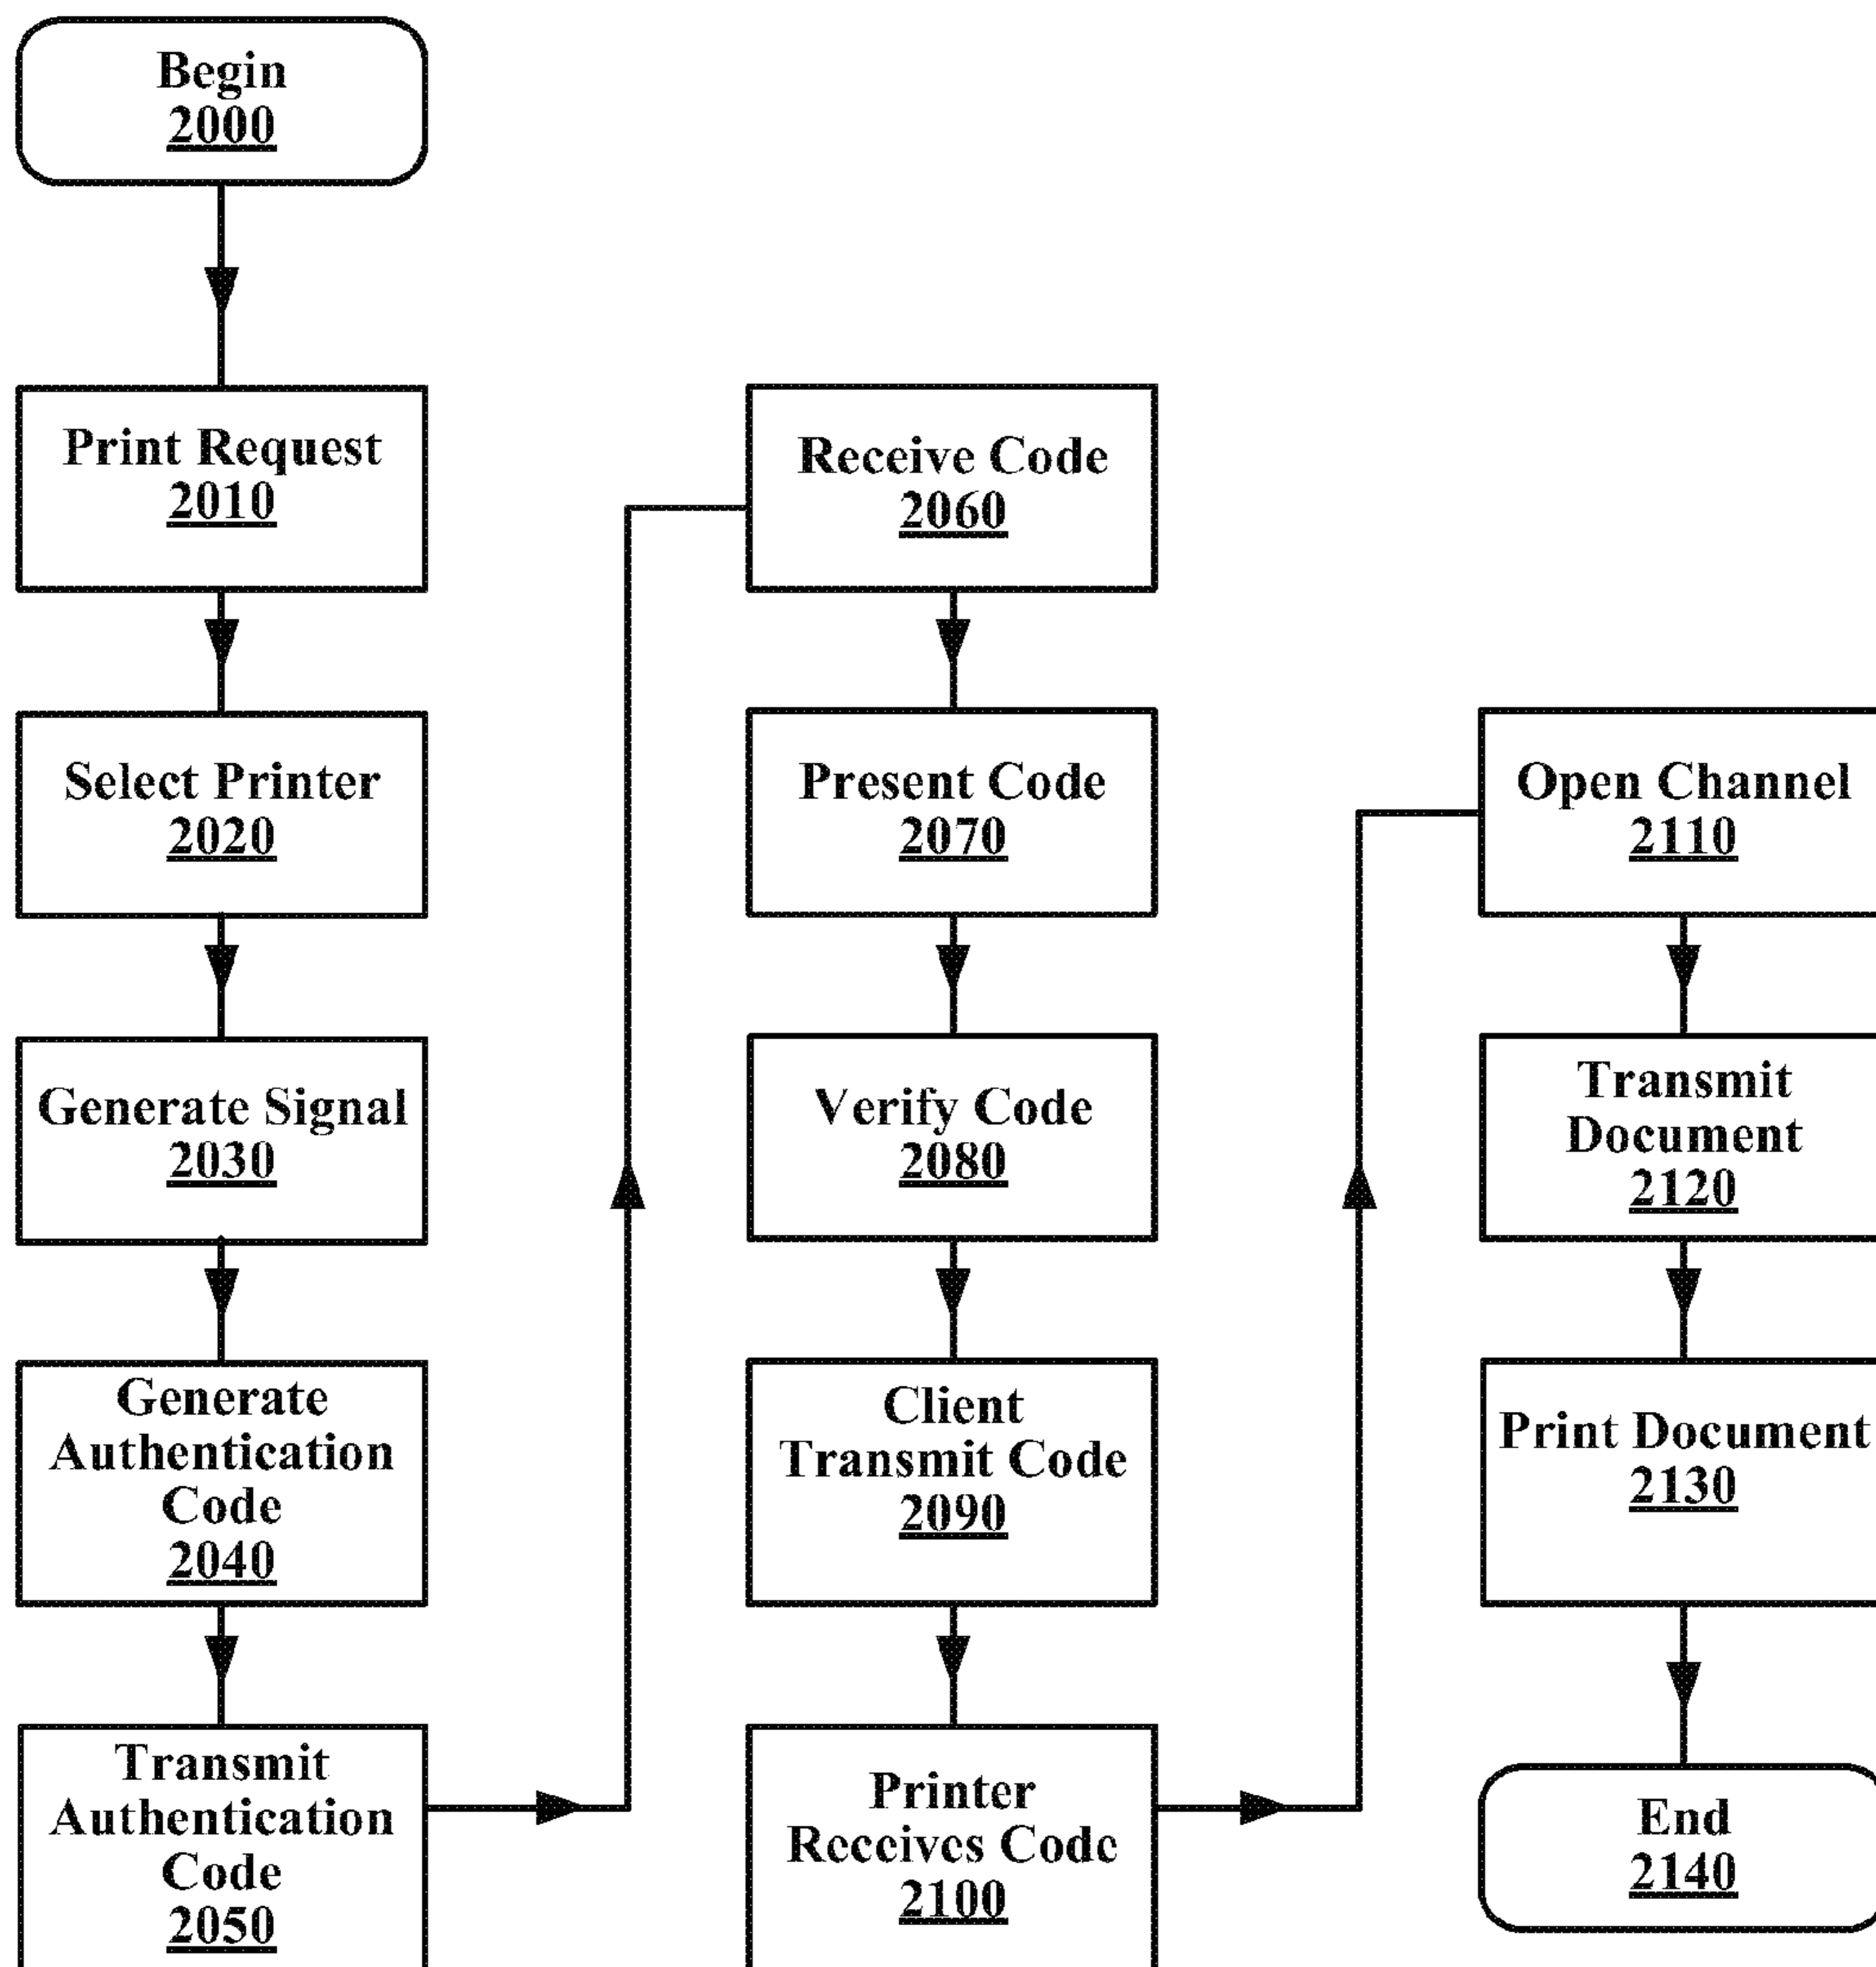 Begin
2000
Print Request
2010
Select Printer
2020
Generate Signal
2030
Generate
Authentication
Code
2040
Transmit
Authentication
Code
2050
Receive Code
2060
Present Code
2070
Verify Code
2080
Client
Transmit Code
2090
Printer
Receives Code
2100
Open Channel
2110
Transmit
Document
2120
Print Document
2130
End
2140